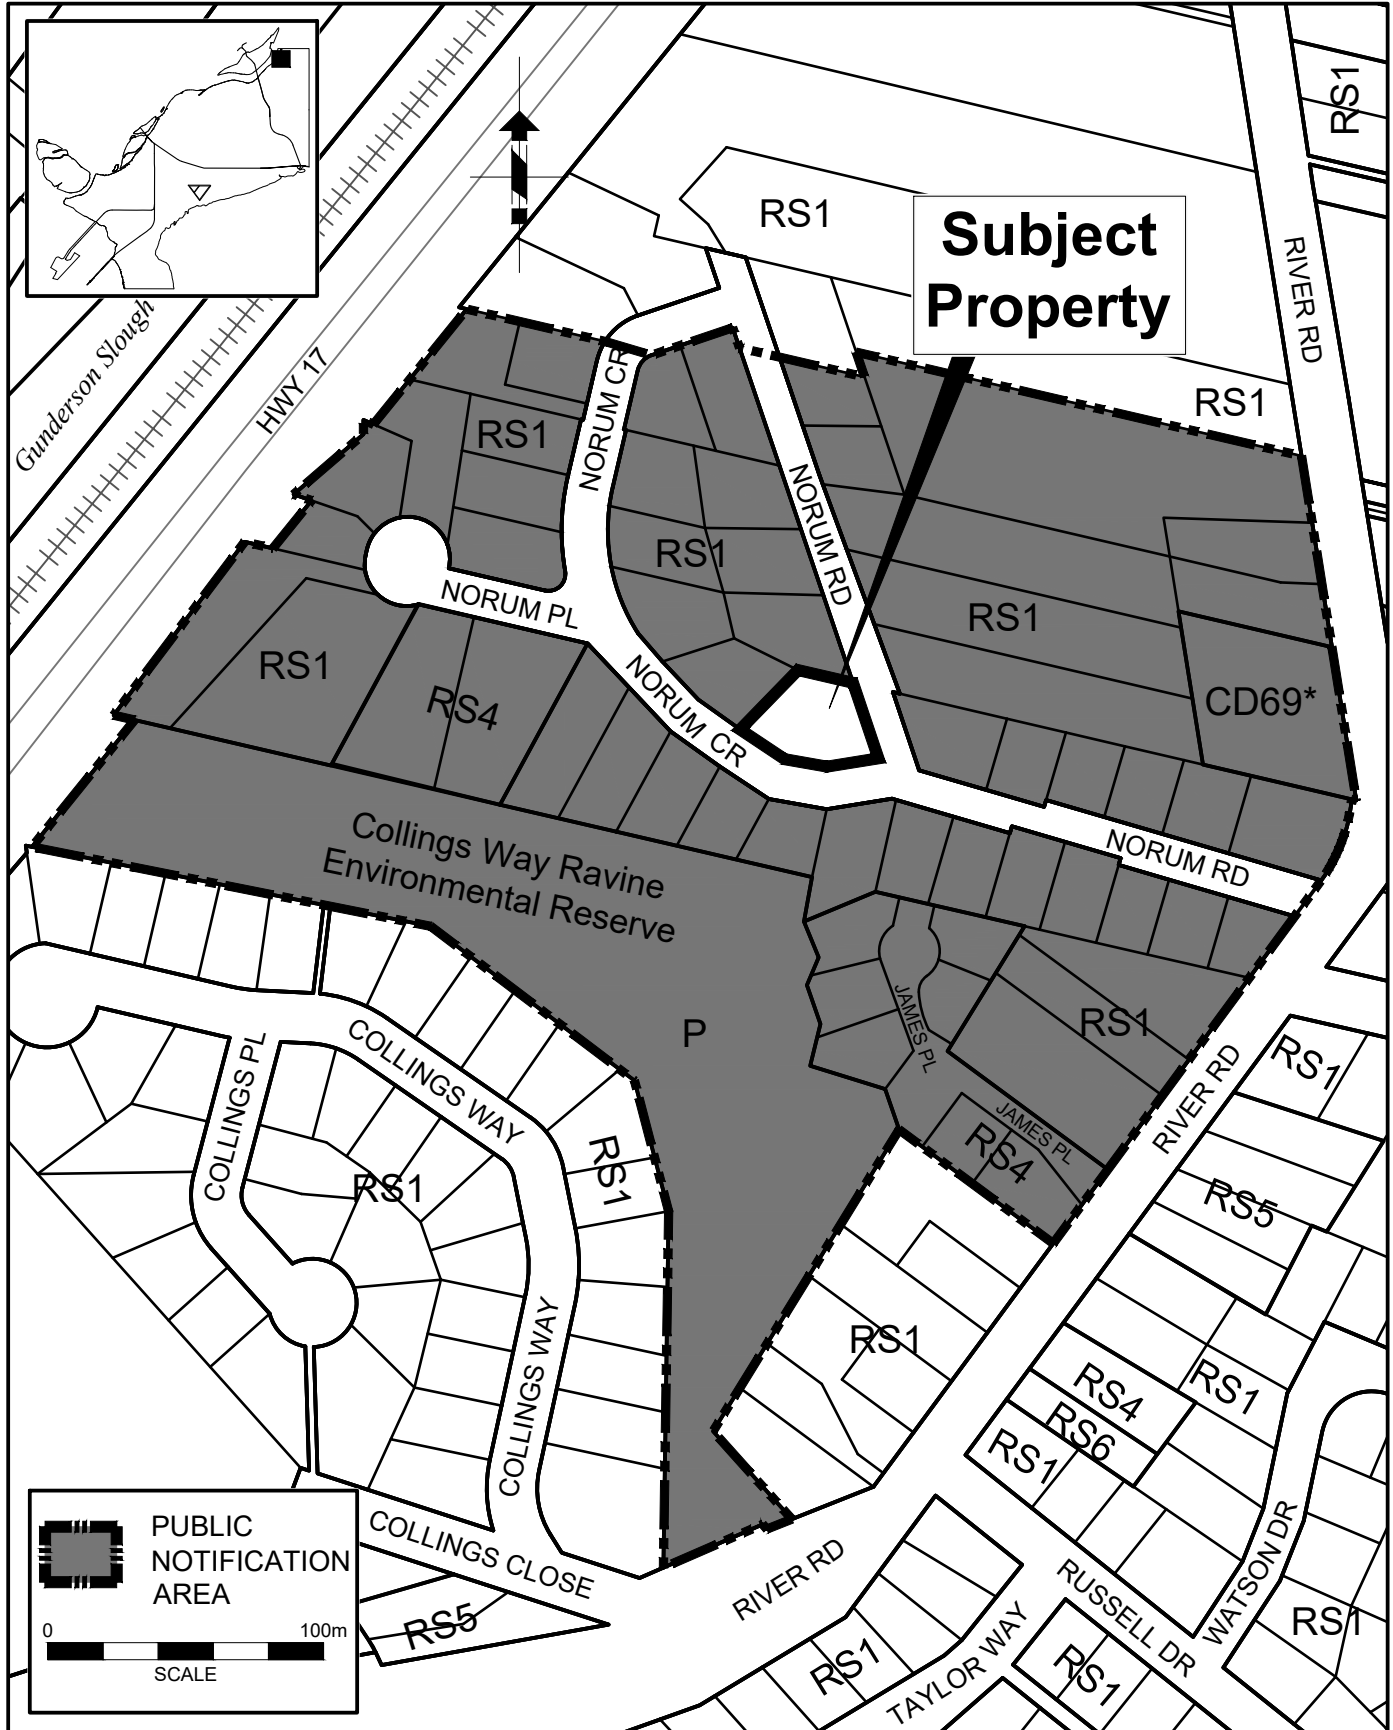 RS1
RS1
Subject
Property
RIVER RD
Gunderson Slough
HWY 17
NORUM CR
RS1
RS1
NORUM RD
RS1
NORUM PL
RS1
RS1
RS4
NORUM CR
CD69*
Collings Way Ravine
Environmental Reserve
NORUM RD
P
JAMES PL
RS1
RIVER RD
RS1
COLLINGS PL
COLLINGS WAY
RS1
RS1
JAMES PL
RS4
RS5
COLLINGS WAY
RS1
RS4
RS1
RS6
RS1
COLLINGS CLOSE
RS5
RIVER RD
RUSSELL DR
WATSON DR
RS1
RS1
TAYLOR WAY
RS1
PUBLIC
NOTIFICATION
AREA
0 100m
SCALE